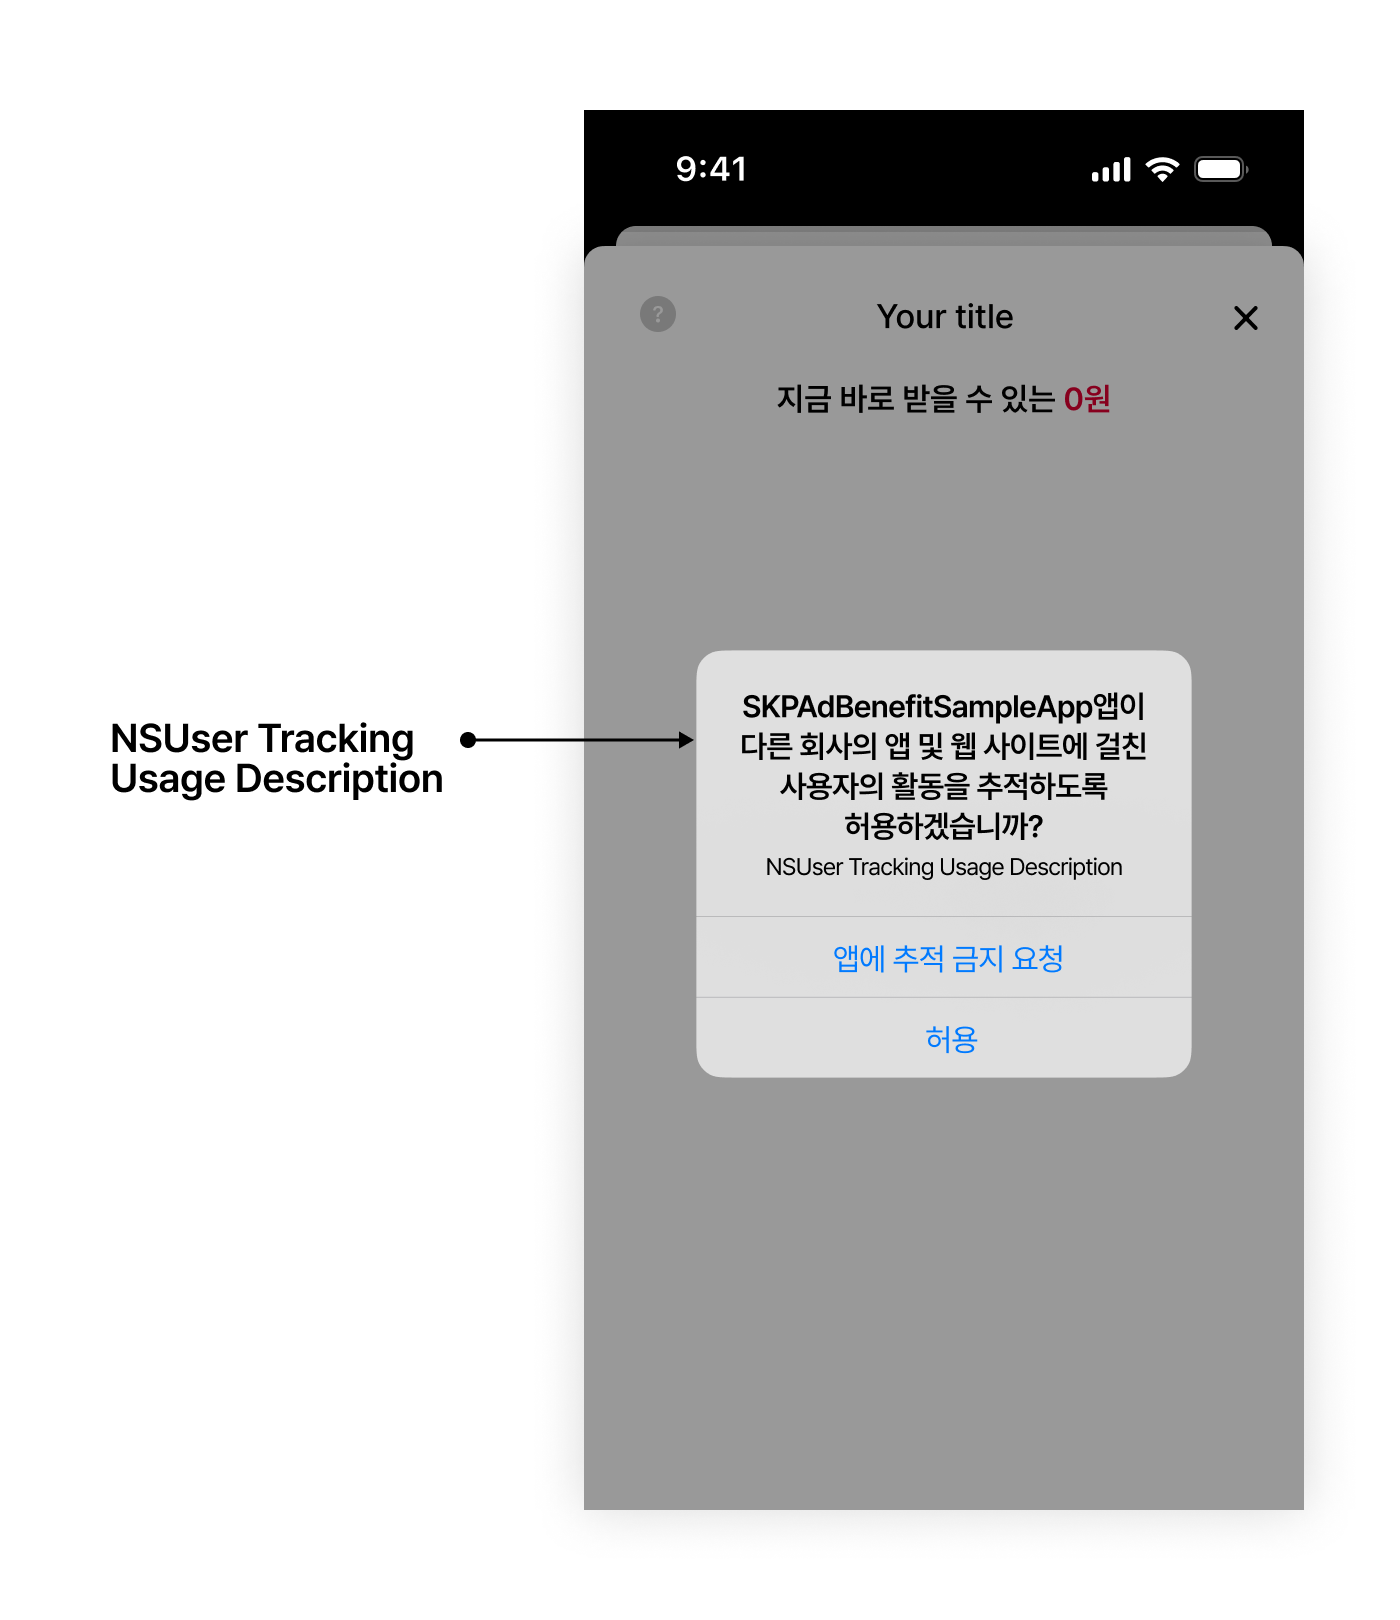 9:41
?
Your title
지금 바로 받을 수 있는 0원
NSUser Tracking
Usage Description
SKPAdBenefitSampleApp앱이
다른 회사의 앱 및 웹 사이트에 걸친
사용자의 활동을 추적하도록
허용하겠습니까?
NSUser Tracking Usage Description
앱에 추적 금지 요청
허용